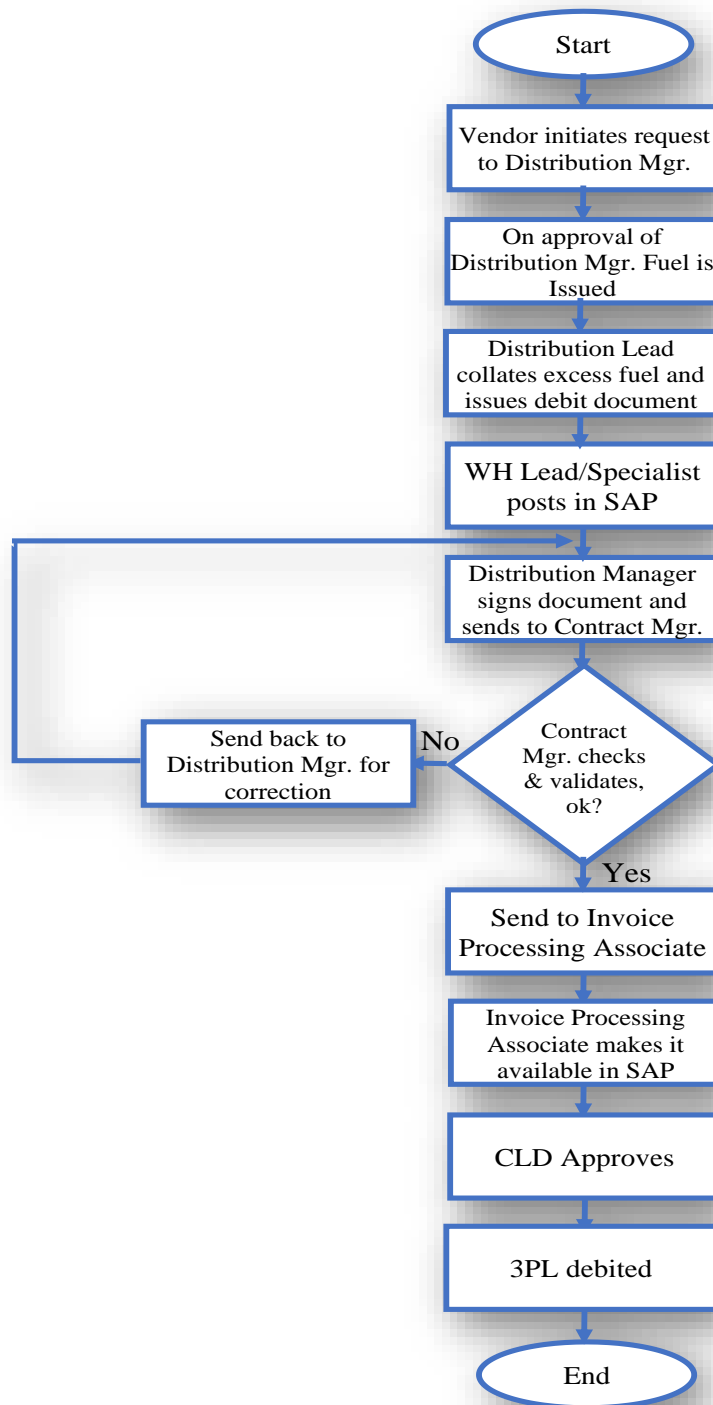 Start
Vendor initiates request
to Distribution Mgr.
On approval of
Distribution Mgr. Fuel is
Issued
Distribution Lead
collates excess fuel and
issues debit document
WH Lead/Specialist
posts in SAP
Distribution Manager
signs document and
sends to Contract Mgr.
Contract
Mgr. checks
& validates,
ok?
No
Send back to
Distribution Mgr. for
correction
Yes
Send to Invoice
Processing Associate
Invoice Processing
Associate makes it
available in SAP
CLD Approves
3PL debited
End